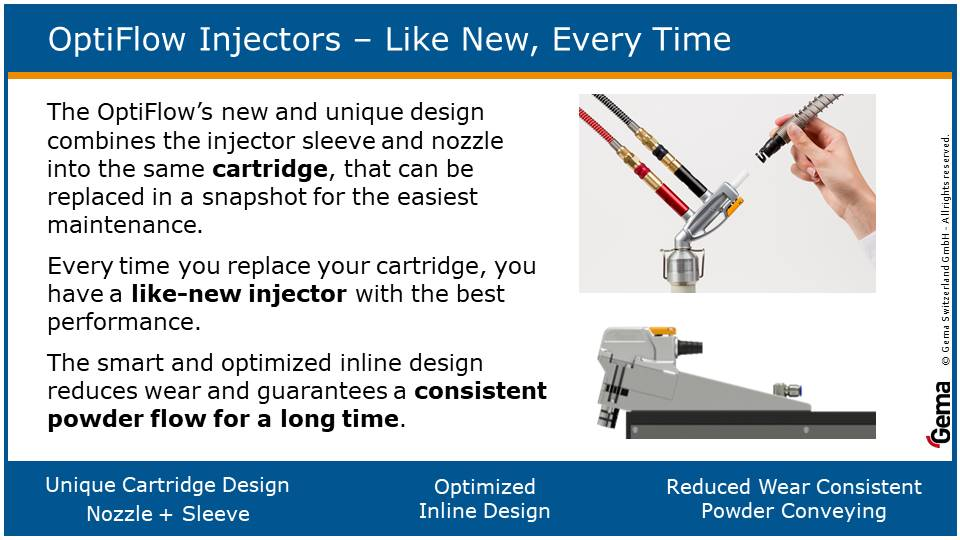 OptiFlow Injectors – Like New, Every Time
The OptiFlow’s new and unique design
combines the injector sleeve and nozzle
into the same cartridge, that can be
replaced in a snapshot for the easiest
maintenance.
Every time you replace your cartridge, you
have a like-new injector with the best
performance.
The smart and optimized inline design
reduces wear and guarantees a consistent
powder flow for a long time.
© Gema Switzerland GmbH - All rights reserved.
Gema
Unique Cartridge Design
Nozzle + Sleeve
Optimized
Inline Design
Reduced Wear Consistent
Powder Conveying